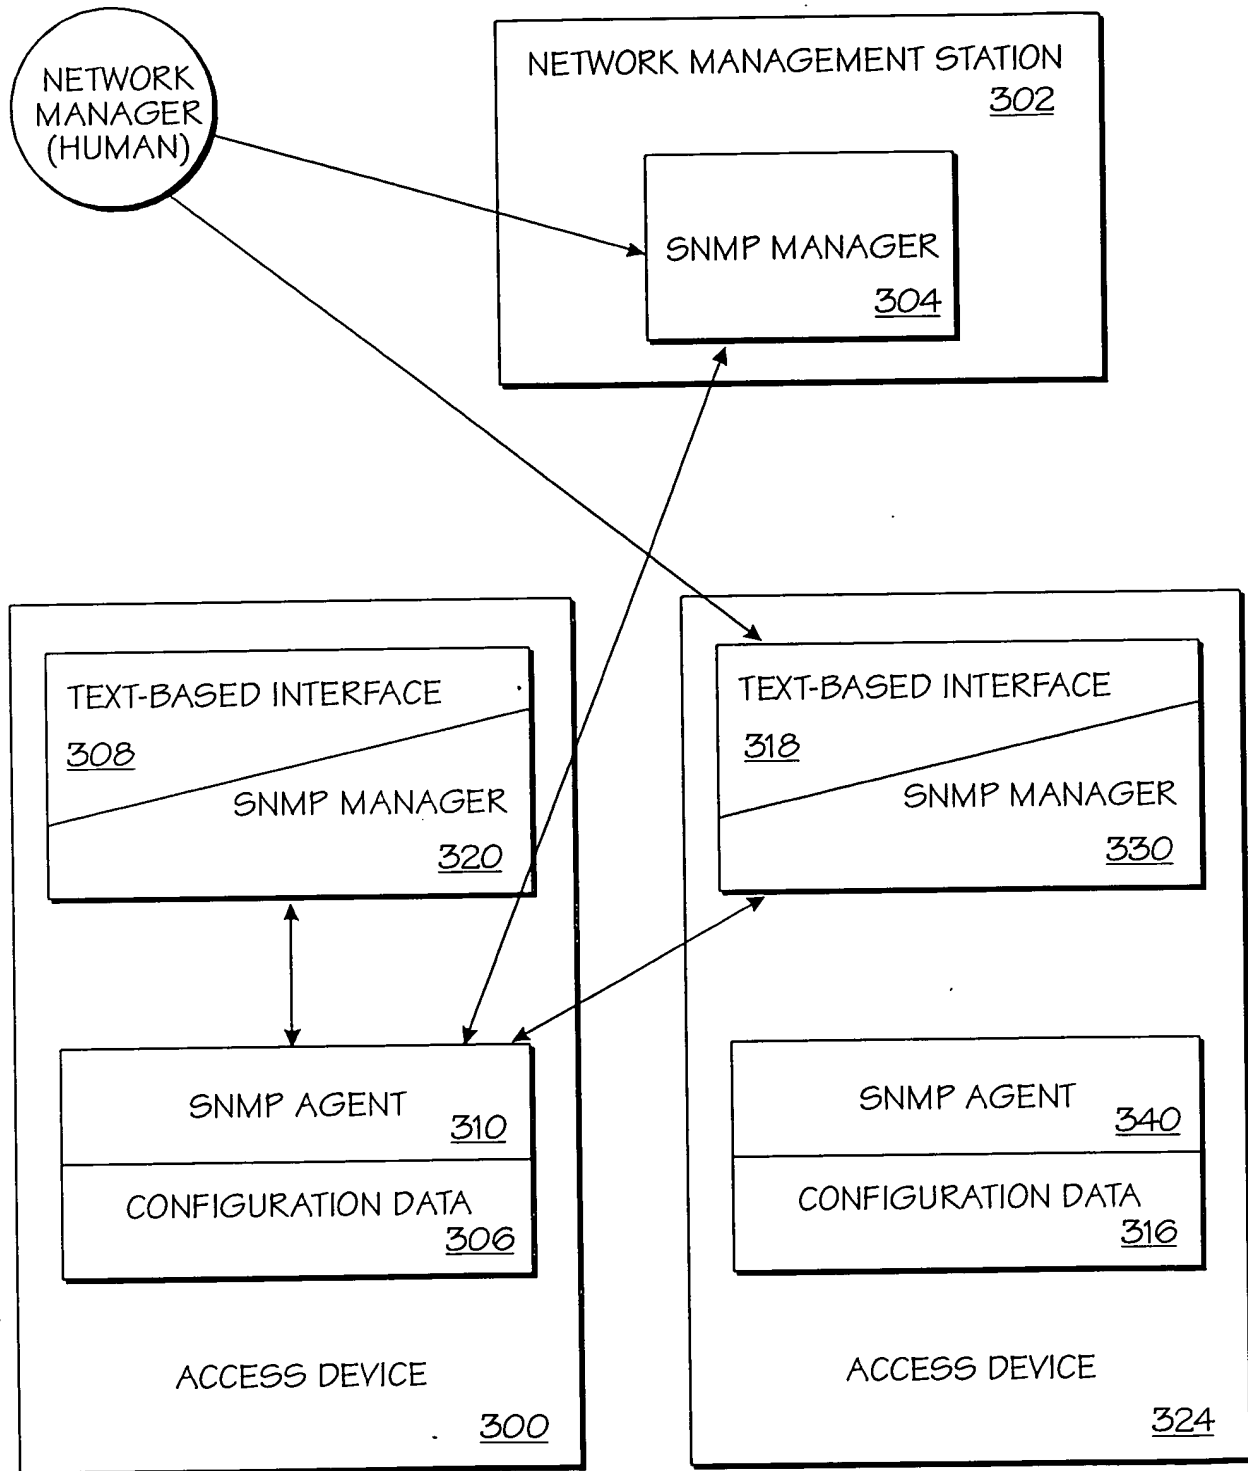 NETWORK
MANAGER
(HUMAN)
NETWORK MANAGEMENT STATION
302
SNMP MANAGER
304
TEXT-BASED INTERFACE
308
SNMP MANAGER
320
TEXT-BASED INTERFACE
318
SNMP MANAGER
330
SNMP AGENT
310
CONFIGURATION DATA
306
SNMP AGENT
340
CONFIGURATION DATA
316
ACCESS DEVICE
300
ACCESS DEVICE
324